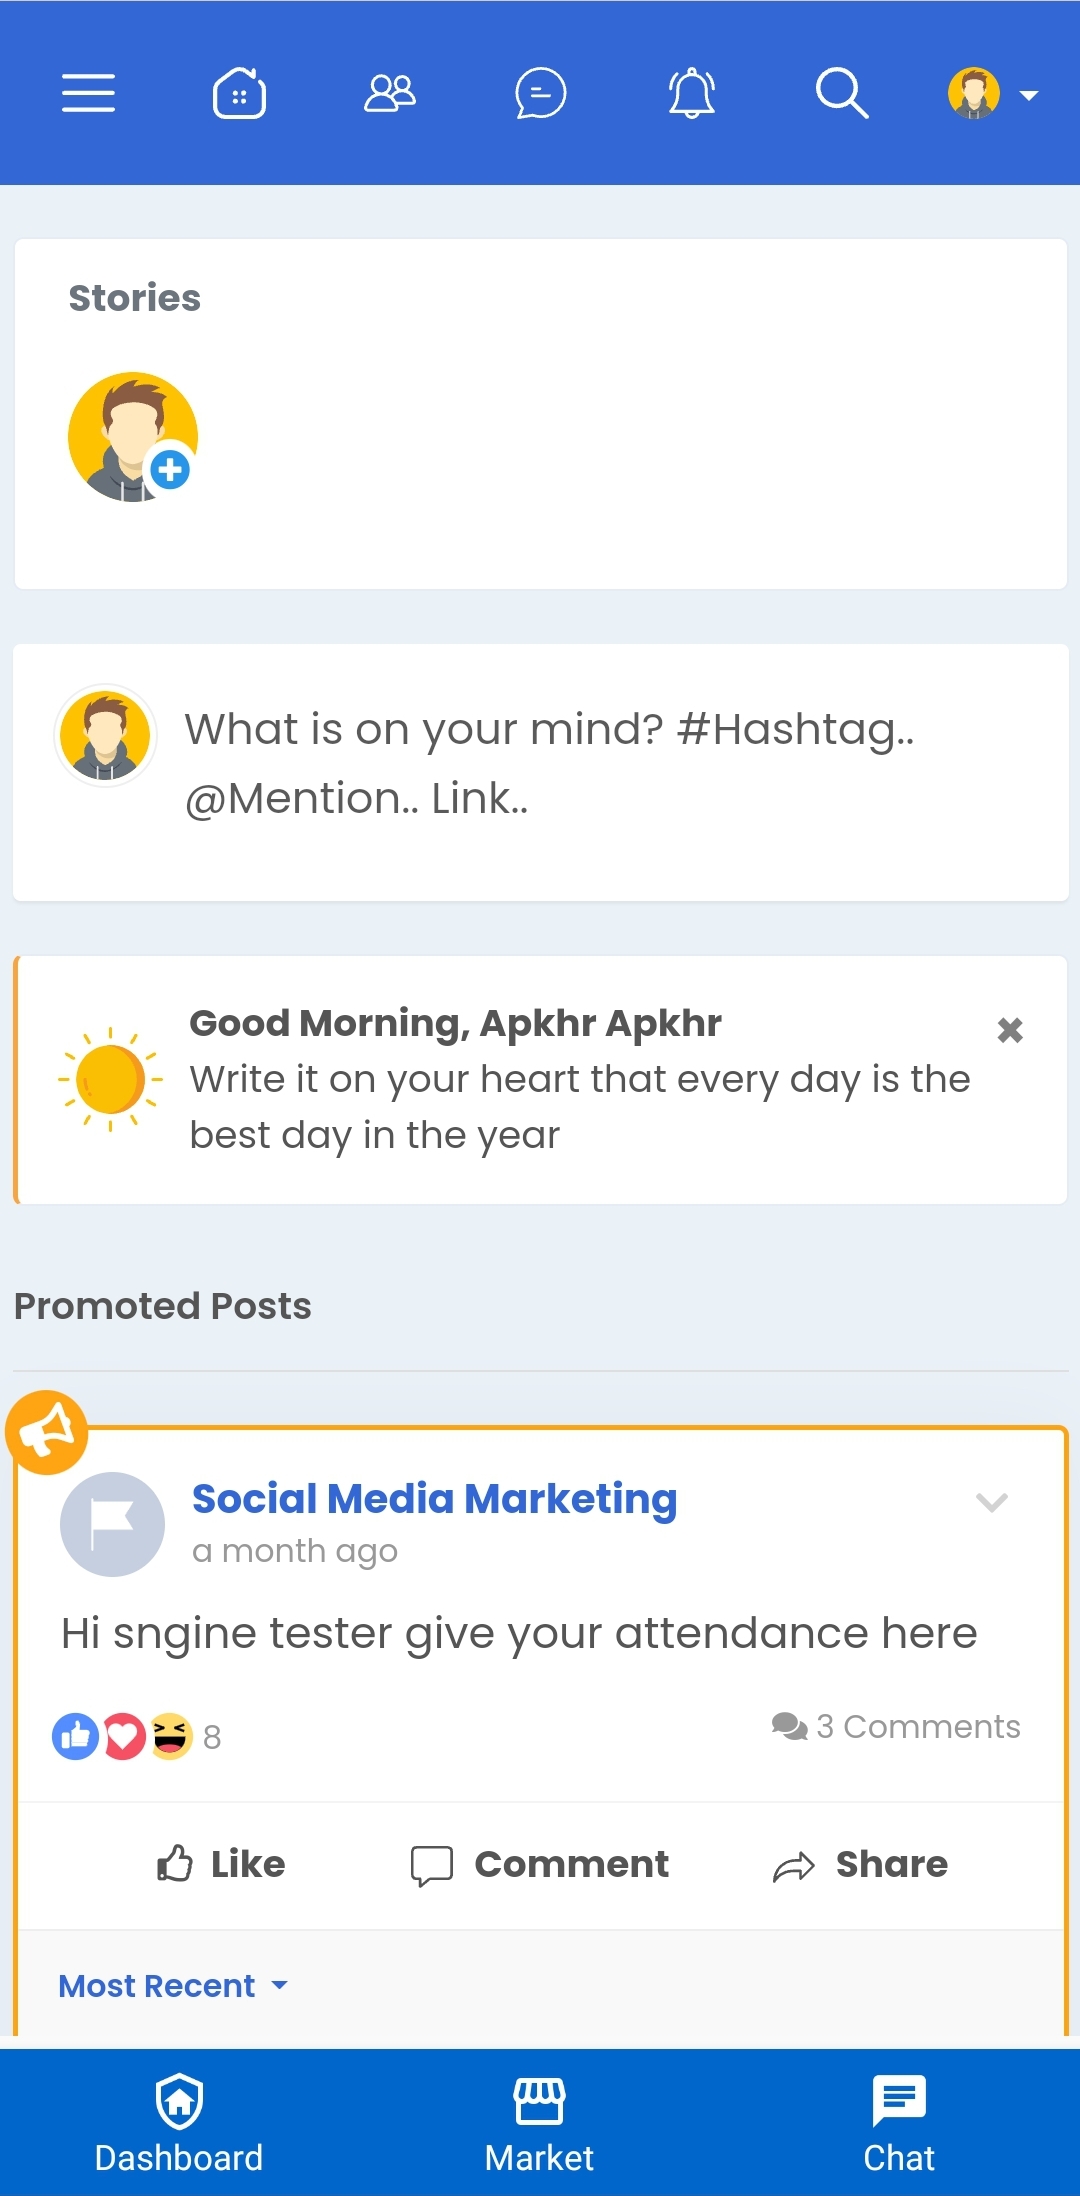 Stories
What is on your mind? #Hashtag..
@Mention.. Link..
Good Morning, Apkhr Apkhr
Write it on your heart that every day is the
best day in the year
Promoted Posts
Social Media Marketing
a month ago
Hi sngine tester give your attendance here
8
3 Comments
Like
Comment
Share
Most Recent
Dashboard
Market
Chat